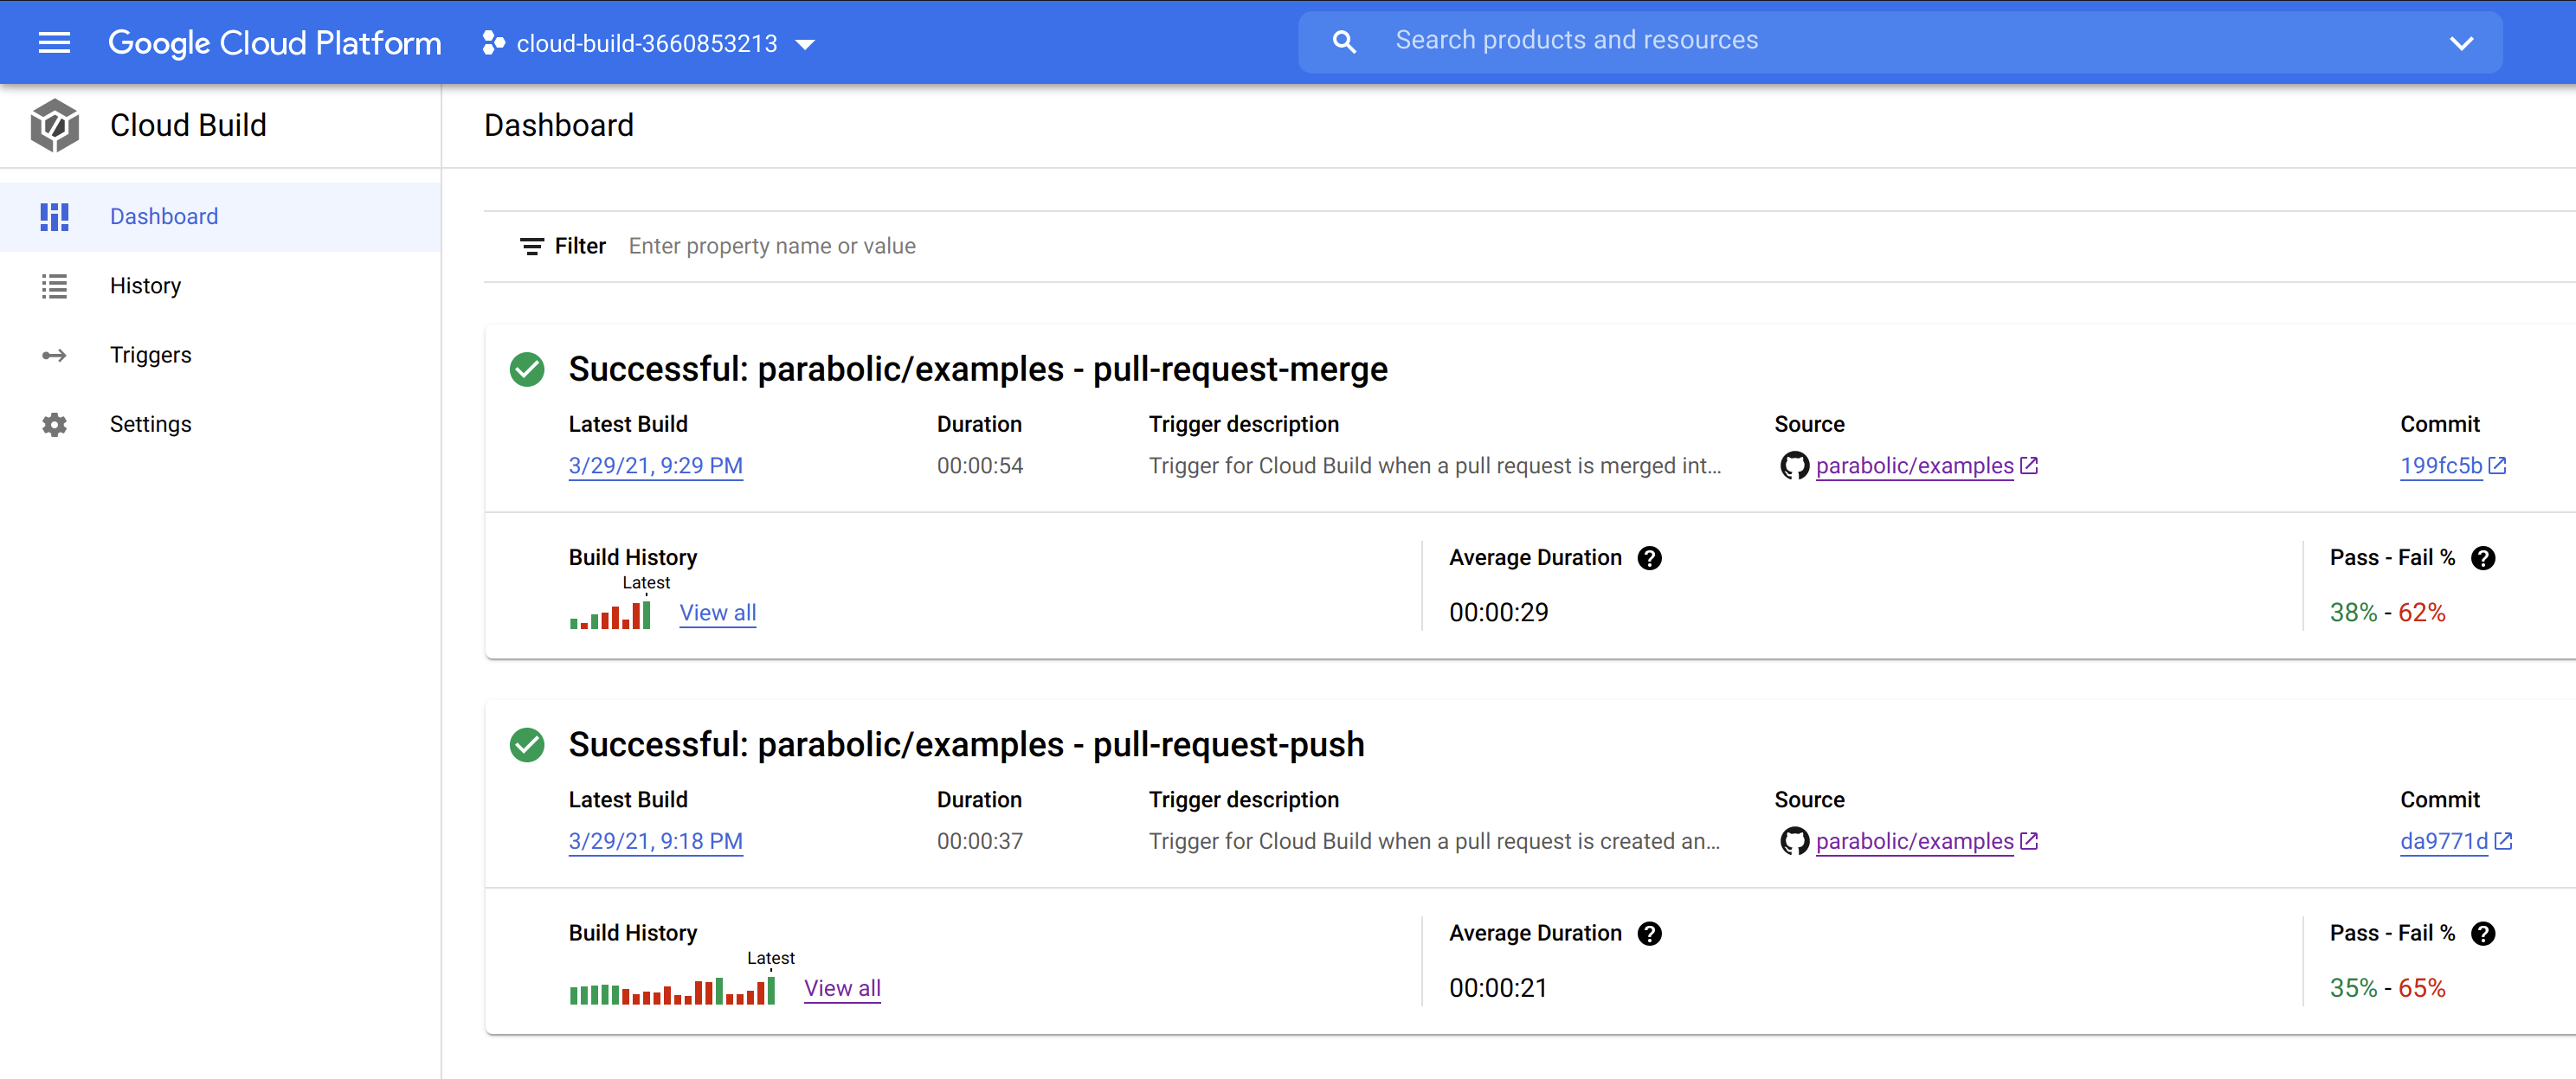 Google Cloud Platform cloud-build-3660853213 Search products and resources
Cloud Build Dashboard
Dashboard
History
Triggers
Settings
Filter Enter property name or value
Successful: parabolic/examples - pull-request-merge
Latest Build Duration Trigger description Source Commit
3/29/21, 9:29 PM 00:00:54 Trigger for Cloud Build when a pull request is merged int... parabolic/examples 199fc5b
Build History Average Duration Pass - Fail %
Latest
View all 00:00:29 38% - 62%
Successful: parabolic/examples - pull-request-push
Latest Build Duration Trigger description Source Commit
3/29/21, 9:18 PM 00:00:37 Trigger for Cloud Build when a pull request is created an... parabolic/examples da9771d
Build History Average Duration Pass - Fail %
Latest
View all 00:00:21 35% - 65%